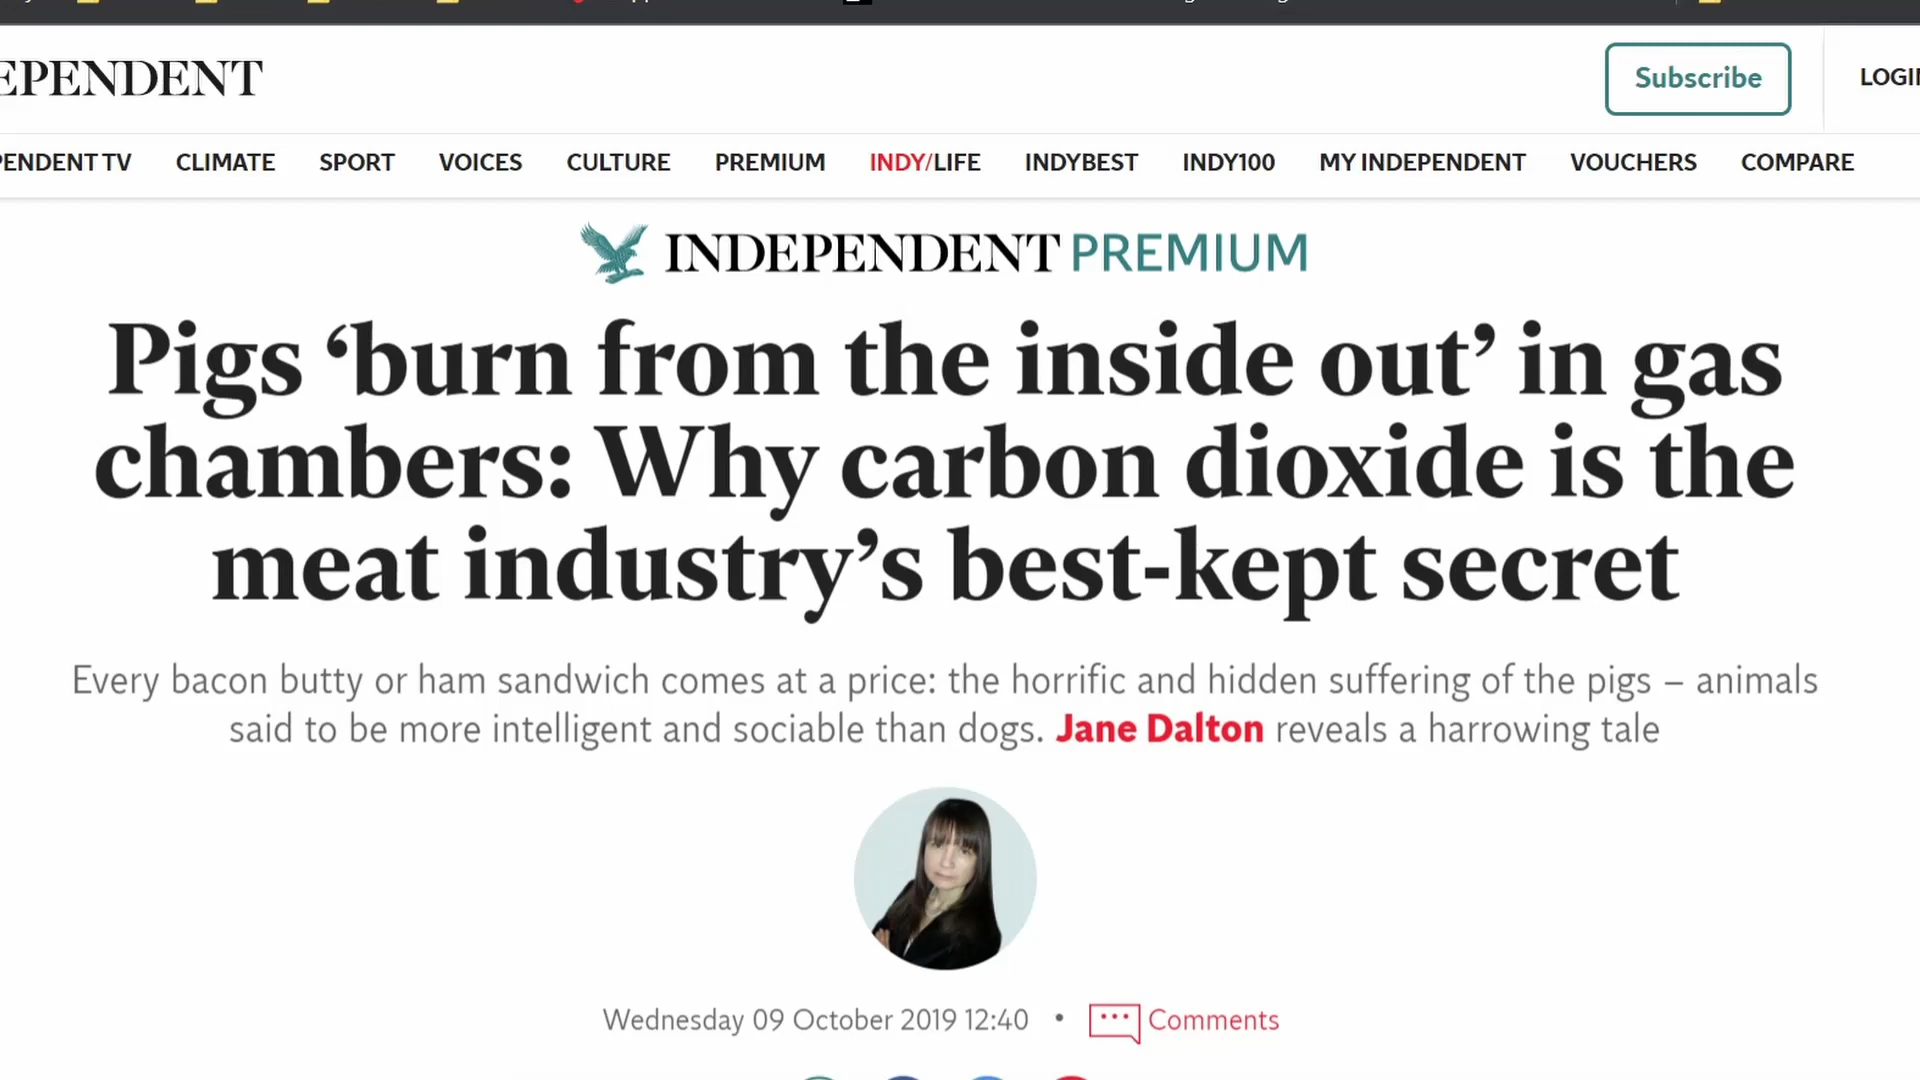 EPENDENT
Subscribe
LOGIN
PENDENT TV CLIMATE SPORT VOICES CULTURE PREMIUM INDY/LIFE INDYBEST INDY100 MY INDEPENDENT VOUCHERS COMPARE
INDEPENDENT PREMIUM
Pigs ‘burn from the inside out’ in gas
chambers: Why carbon dioxide is the
meat industry’s best-kept secret
Every bacon butty or ham sandwich comes at a price: the horrific and hidden suffering of the pigs – animals
said to be more intelligent and sociable than dogs. Jane Dalton reveals a harrowing tale
Wednesday 09 October 2019 12:40 • Comments